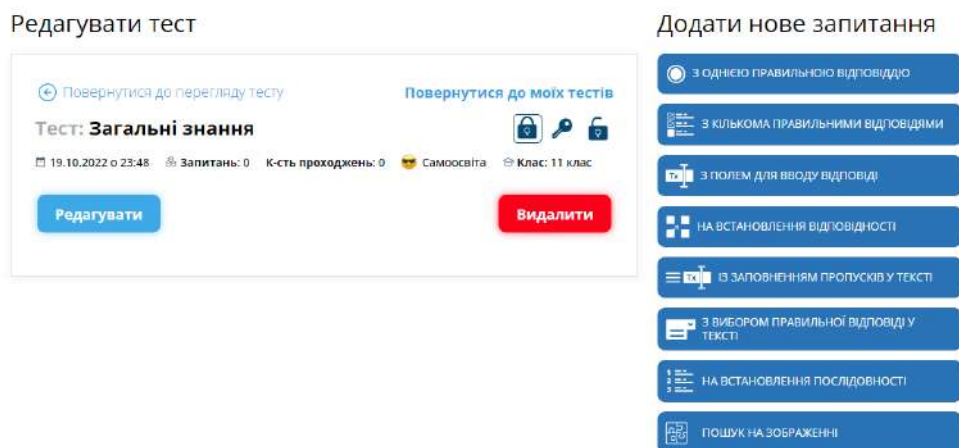 Редагувати тест
Повернутися до перегляду тесту
Повернутися до моїх тестів
Тест: Загальні знання
19.10.2022 о 23:48 Запитань: 0 К-сть проходжень: 0 Самоосвіта Клас: 11 клас
Редагувати
Видалити
Додати нове запитання
З ОДНІЄЮ ПРАВИЛЬНОЮ ВІДПОВІДДЮ
З КІЛЬКОМА ПРАВИЛЬНИМИ ВІДПОВІДЯМИ
Tx З ПОЛЕМ ДЛЯ ВВОДУ ВІДПОВІДІ
НА ВСТАНОВЛЕННЯ ВІДПОВІДНОСТІ
Tx ІЗ ЗАПОВНЕННЯМ ПРОПУСКІВ У ТЕКСТІ
З ВИБОРОМ ПРАВИЛЬНОЇ ВІДПОВІДІ У
ТЕКСТІ
НА ВСТАНОВЛЕННЯ ПОСЛІДОВНОСТІ
ПОШУК НА ЗОБРАЖЕННІ